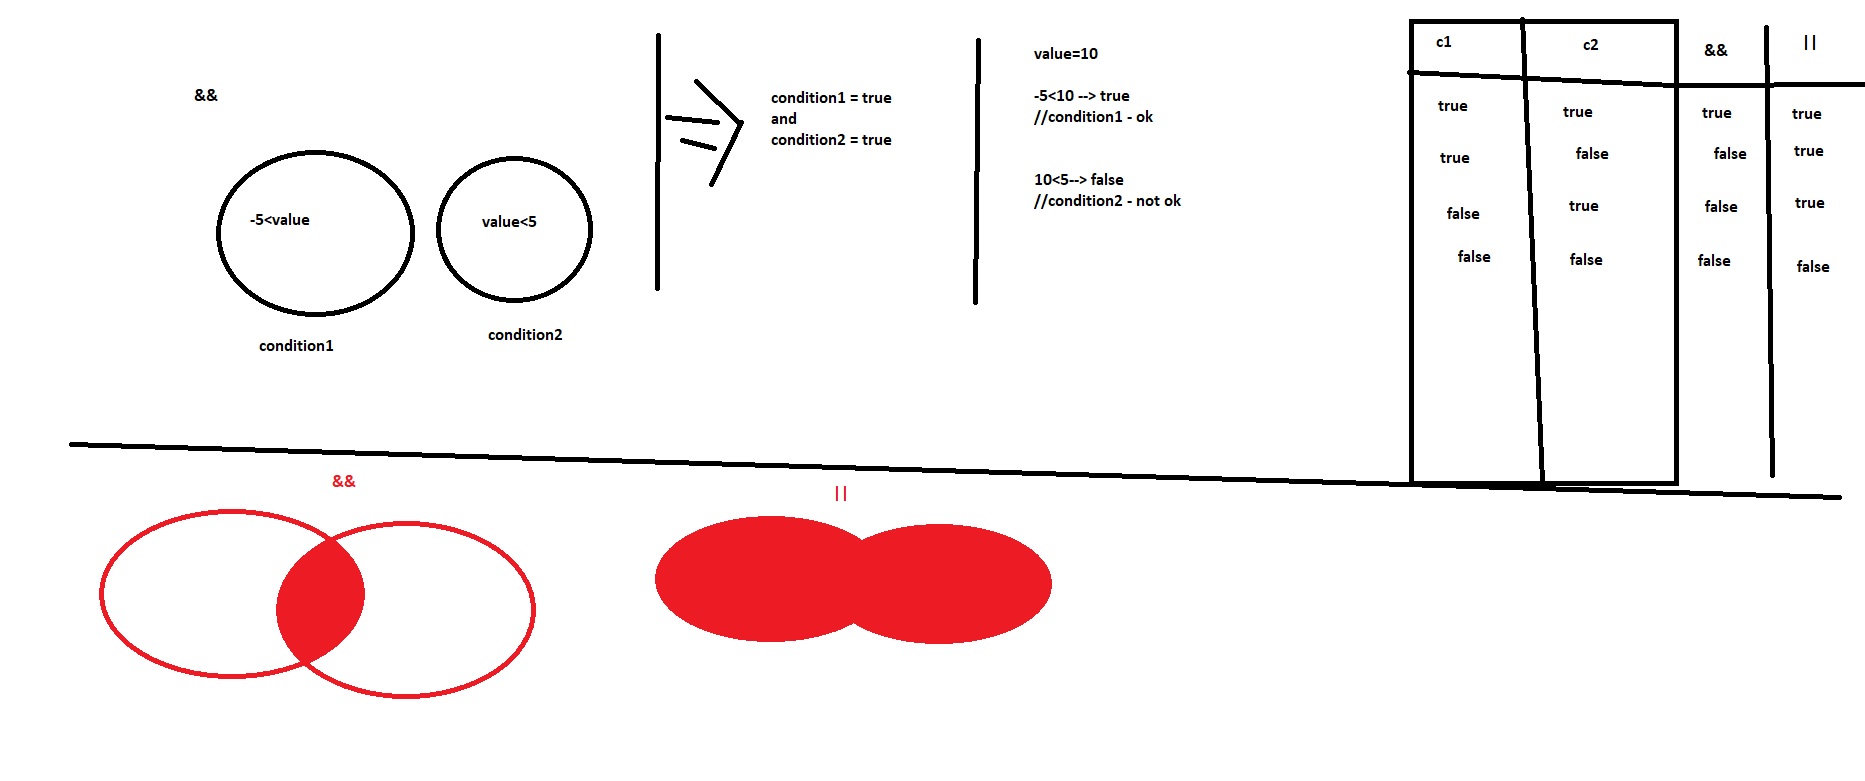 &&
-5<value
value<5
condition1
condition2
condition1 = true
and
condition2 = true
value=10
-5<10 --> true
//condition1 - ok
10<5--> false
//condition2 - not ok
c1 c2 && ||
true true true true
true false false true
false true false true
false false false false
&&
||